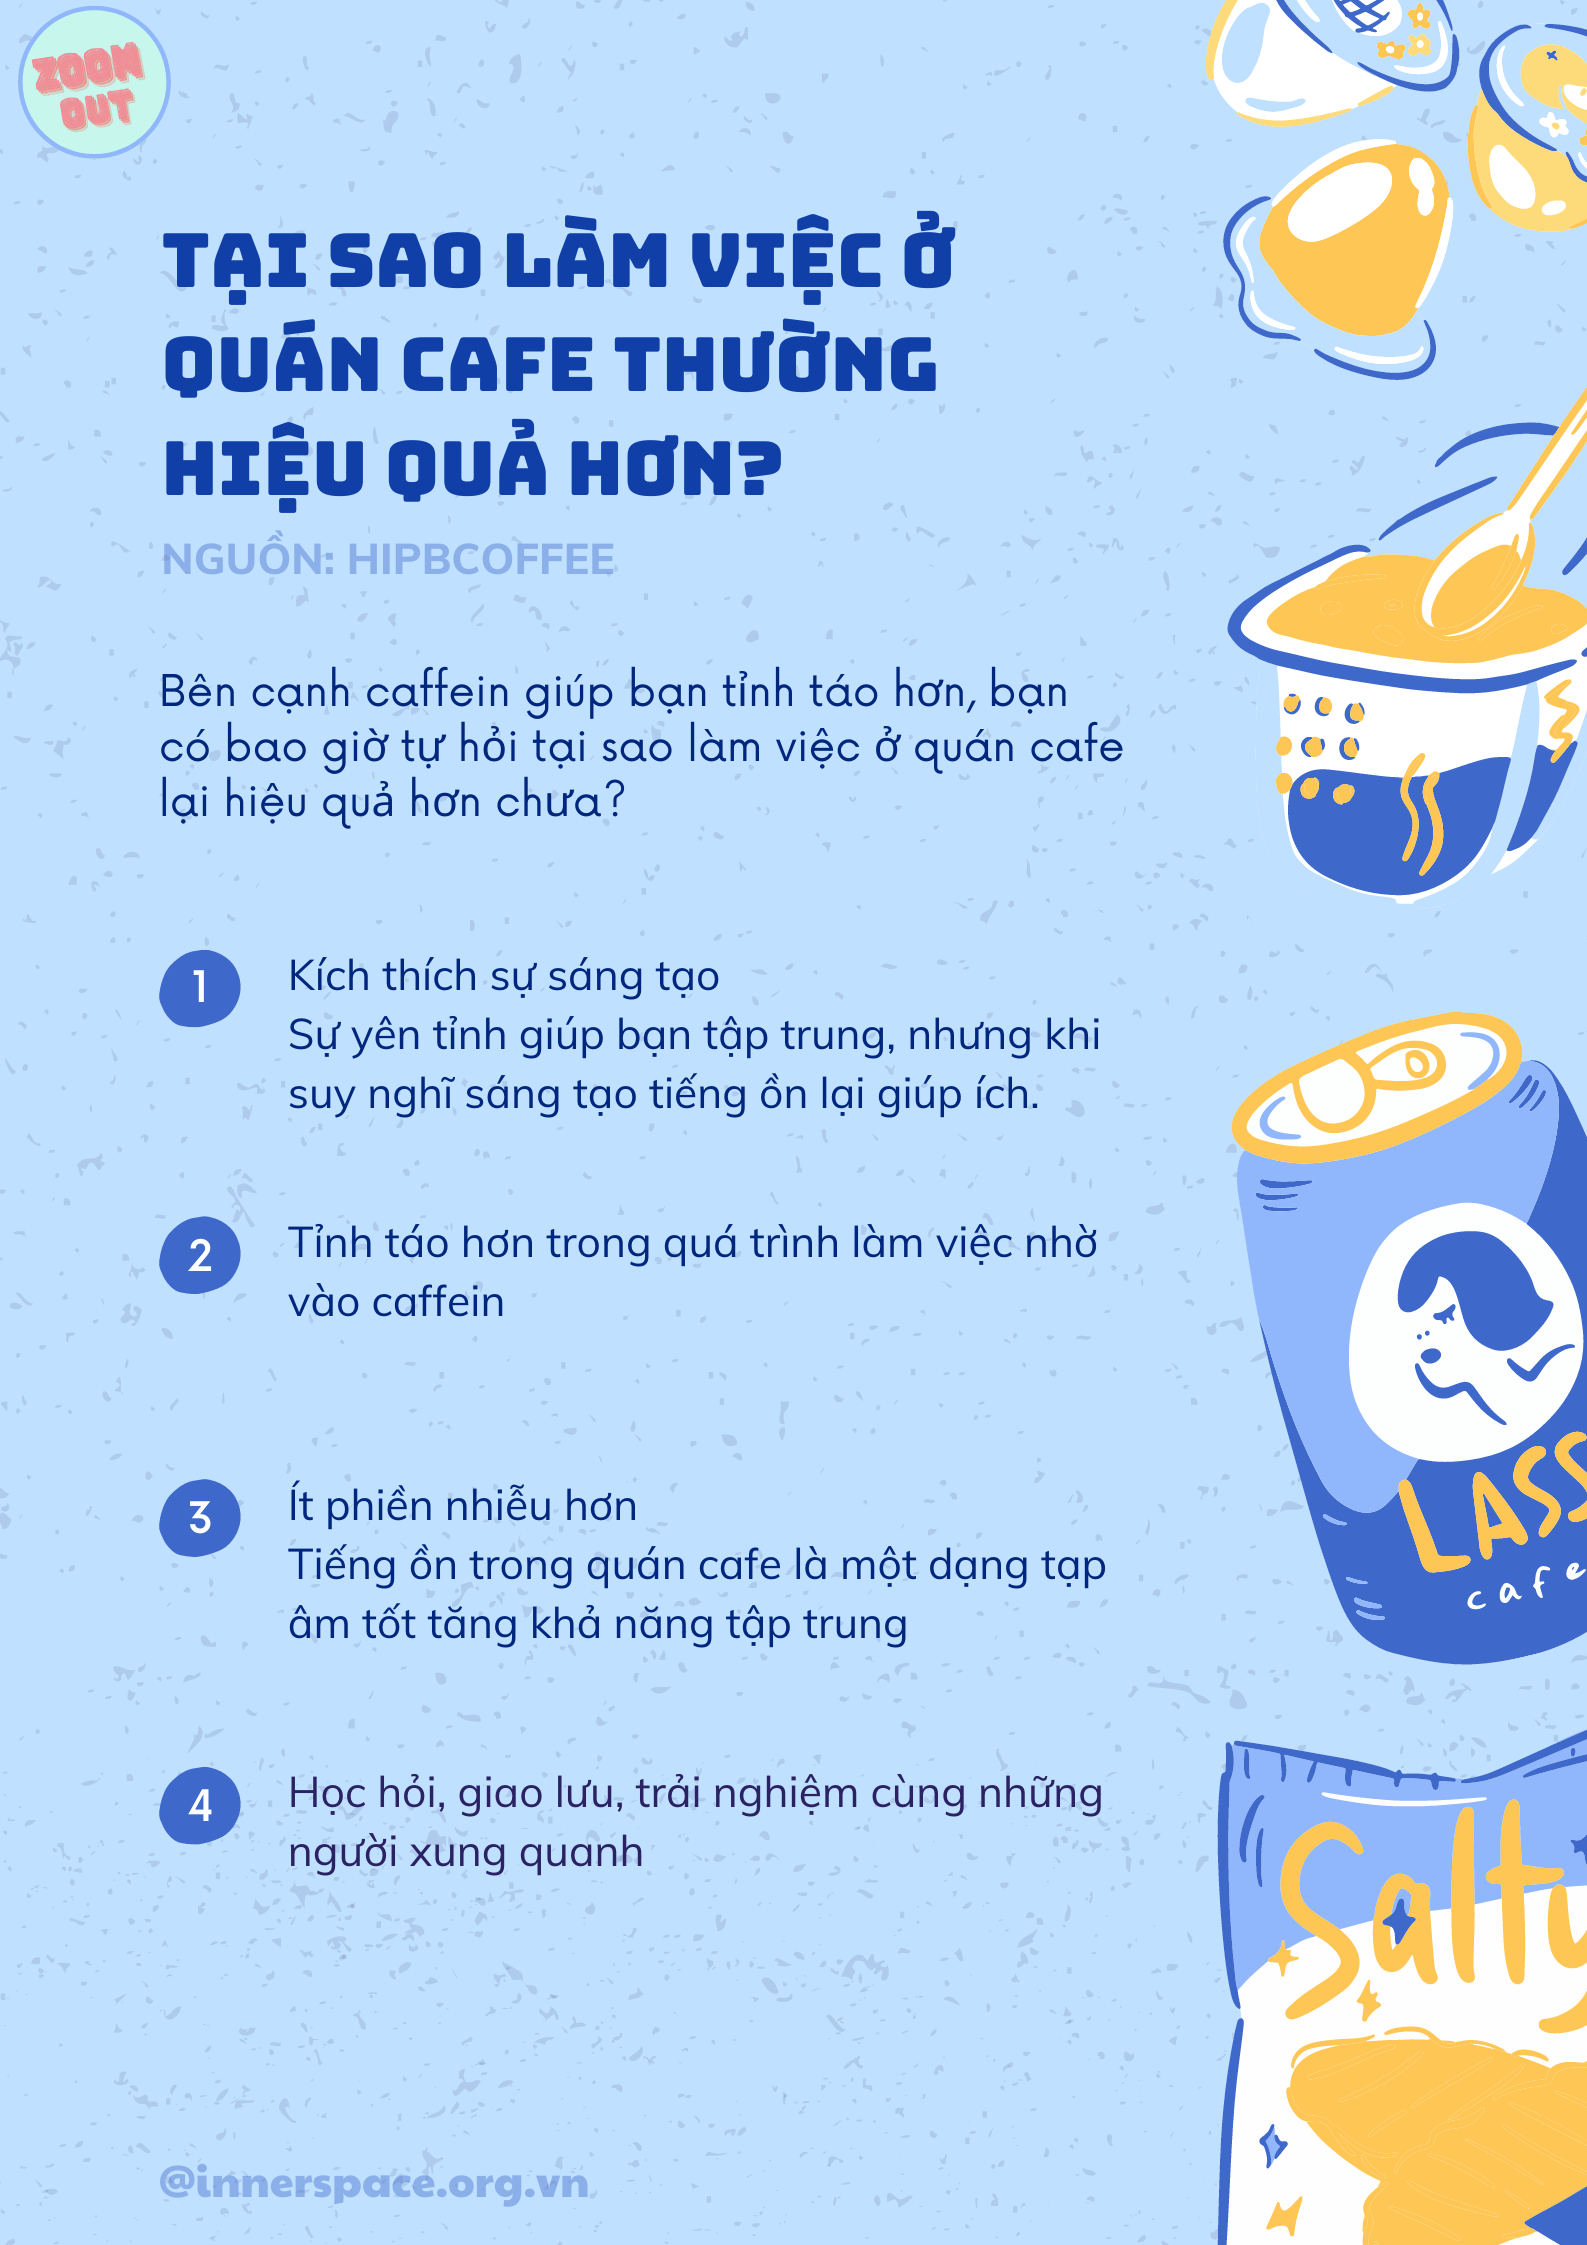 ZOOM
OUT
TẠI SAO LÀM VIỆC Ở
QUÁN CAFE THƯỜNG
HIỆU QUẢ HƠN?
NGUỒN: HIPBCOFFEE
Bên cạnh caffein giúp bạn tỉnh táo hơn, bạn
có bao giờ tự hỏi tại sao làm việc ở quán cafe
lại hiệu quả hơn chưa?
1
Kích thích sự sáng tạo
Sự yên tỉnh giúp bạn tập trung, nhưng khi
suy nghĩ sáng tạo tiếng ồn lại giúp ích.
2
Tỉnh táo hơn trong quá trình làm việc nhờ
vào caffein
3
Ít phiền nhiễu hơn
Tiếng ồn trong quán cafe là một dạng tạp
âm tốt tăng khả năng tập trung
4
Học hỏi, giao lưu, trải nghiệm cùng những
người xung quanh
LASS
cafe
Salty
@innerspace.org.vn